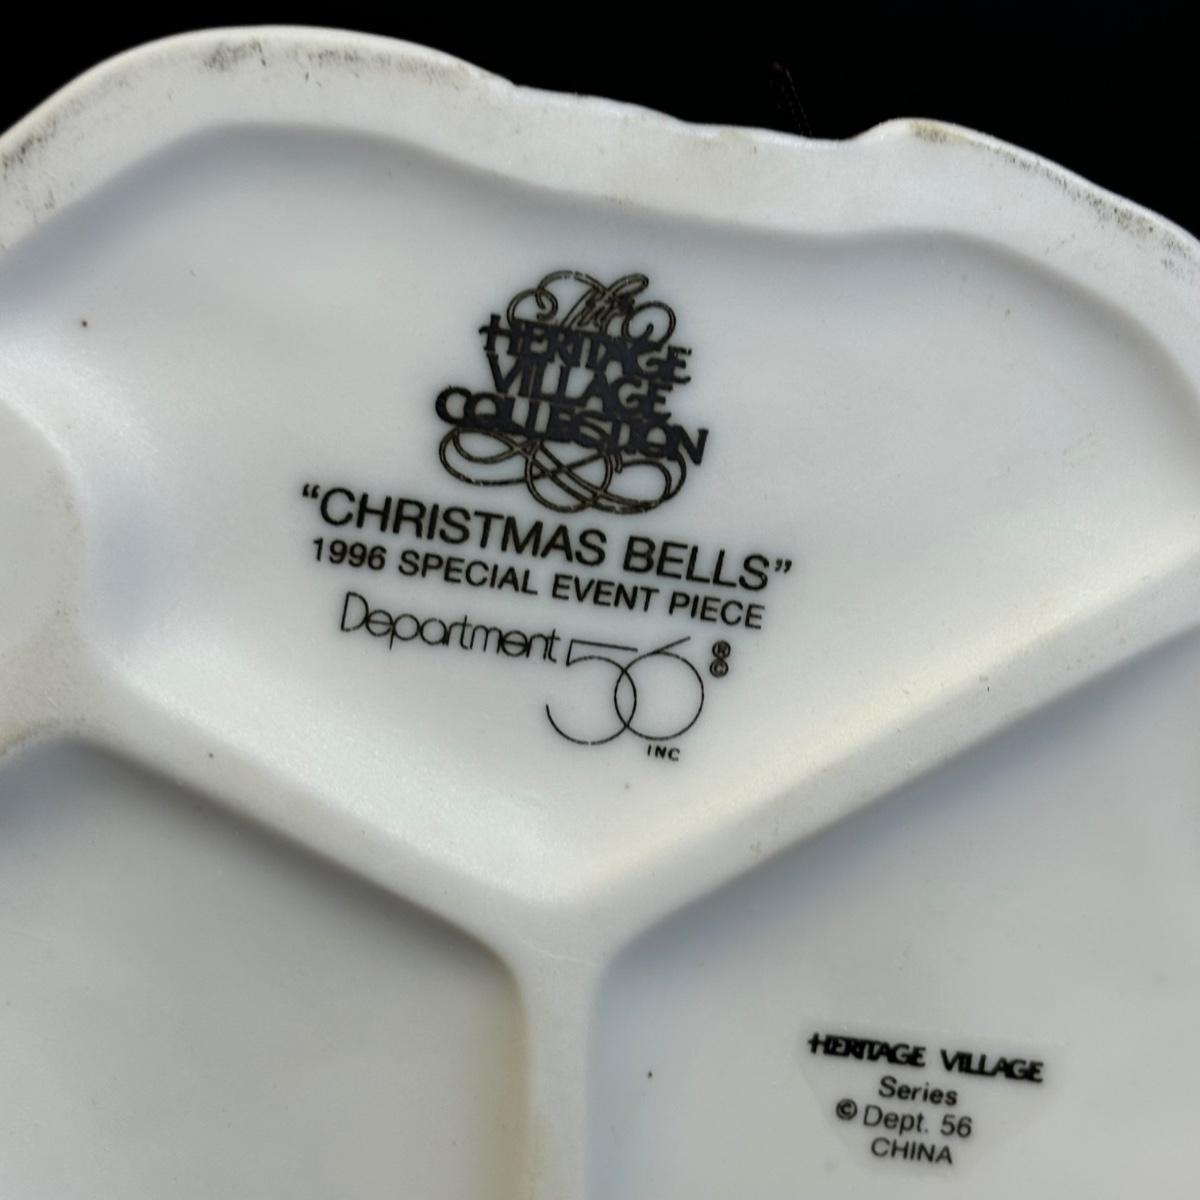 The
HERITAGE
VILLAGE
COLLECTION
“CHRISTMAS BELLS”
1996 SPECIAL EVENT PIECE
Department 56 ®©
INC
HERITAGE VILLAGE
Series
© Dept. 56
CHINA